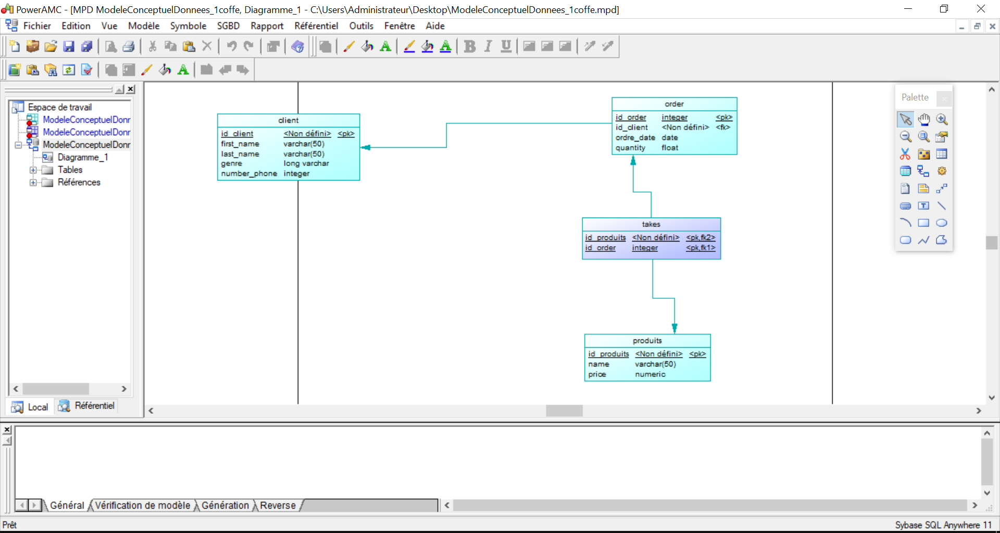 PowerAMC - [MPD ModeleConceptuelDonnees_1coffe, Diagramme_1 - C:\Users\Administrateur\Desktop\ModeleConceptuelDonnees_1coffe.mpd]
Fichier Edition Vue Modèle Symbole SGBD Rapport Référentiel Outils Fenêtre Aide
Espace de travail
ModeleConceptuelDonr
ModeleConceptuelDonr
ModeleConceptuelDonr
Diagramme_1
Tables
Références
Local Référentiel
client
id_client <Non défini> <pk>
first_name varchar(50)
last_name varchar(50)
genre long varchar
number_phone integer
order
id_order integer <pk>
id_client <Non défini> <fk>
ordre_date date
quantity float
takes
id_produits <Non défini> <pk,fk2>
id_order integer <pk,fk1>
produits
id_produits <Non défini> <pk>
name varchar(50)
price numeric
Palette
Général Vérification de modèle Génération Reverse
Prêt Sybase SQL Anywhere 11